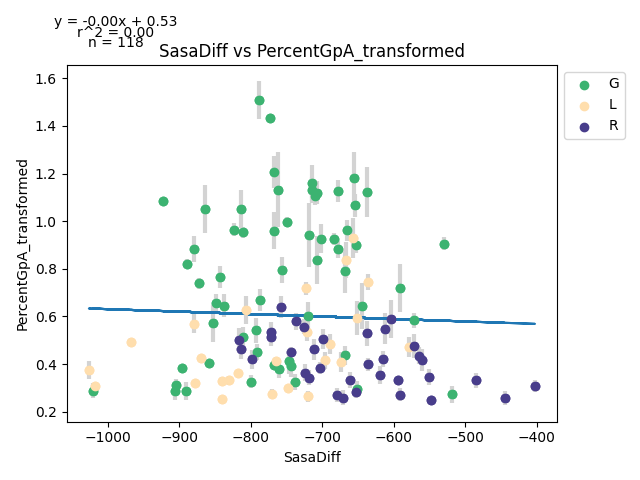 y = -0.00x + 0.53
r^2 = 0.00
n = 118
SasaDiff vs PercentGpA_transformed
1.6
1.4
1.2
1.0
0.8
0.6
0.4
0.2
PercentGpA_transformed
−1000
−900
−800
−700
−600
−500
−400
SasaDiff
G
L
R